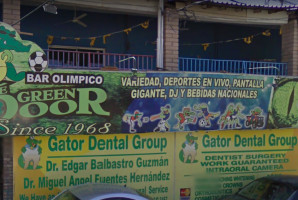 BAR OLIMPICO
THE GREEN
DOOR
Since 1968
VARIEDAD, DEPORTES EN VIVO, PANTALLA
GIGANTE, DJ Y BEBIDAS NACIONALES
Gator Dental Group
Dr. Edgar Balbastro Guzmán
Dr. Miguel Angel Fuentes Hernández
Gator Dental Group
DENTIST SURGERY
WORK GUARANTEED
INTRAORAL CAMERA